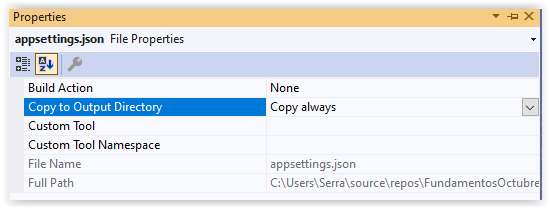 Properties
appsettings.json File Properties
Build Action None
Copy to Output Directory Copy always
Custom Tool
Custom Tool Namespace
File Name appsettings.json
Full Path C:\Users\Serra\source\repos\FundamentosOctubre